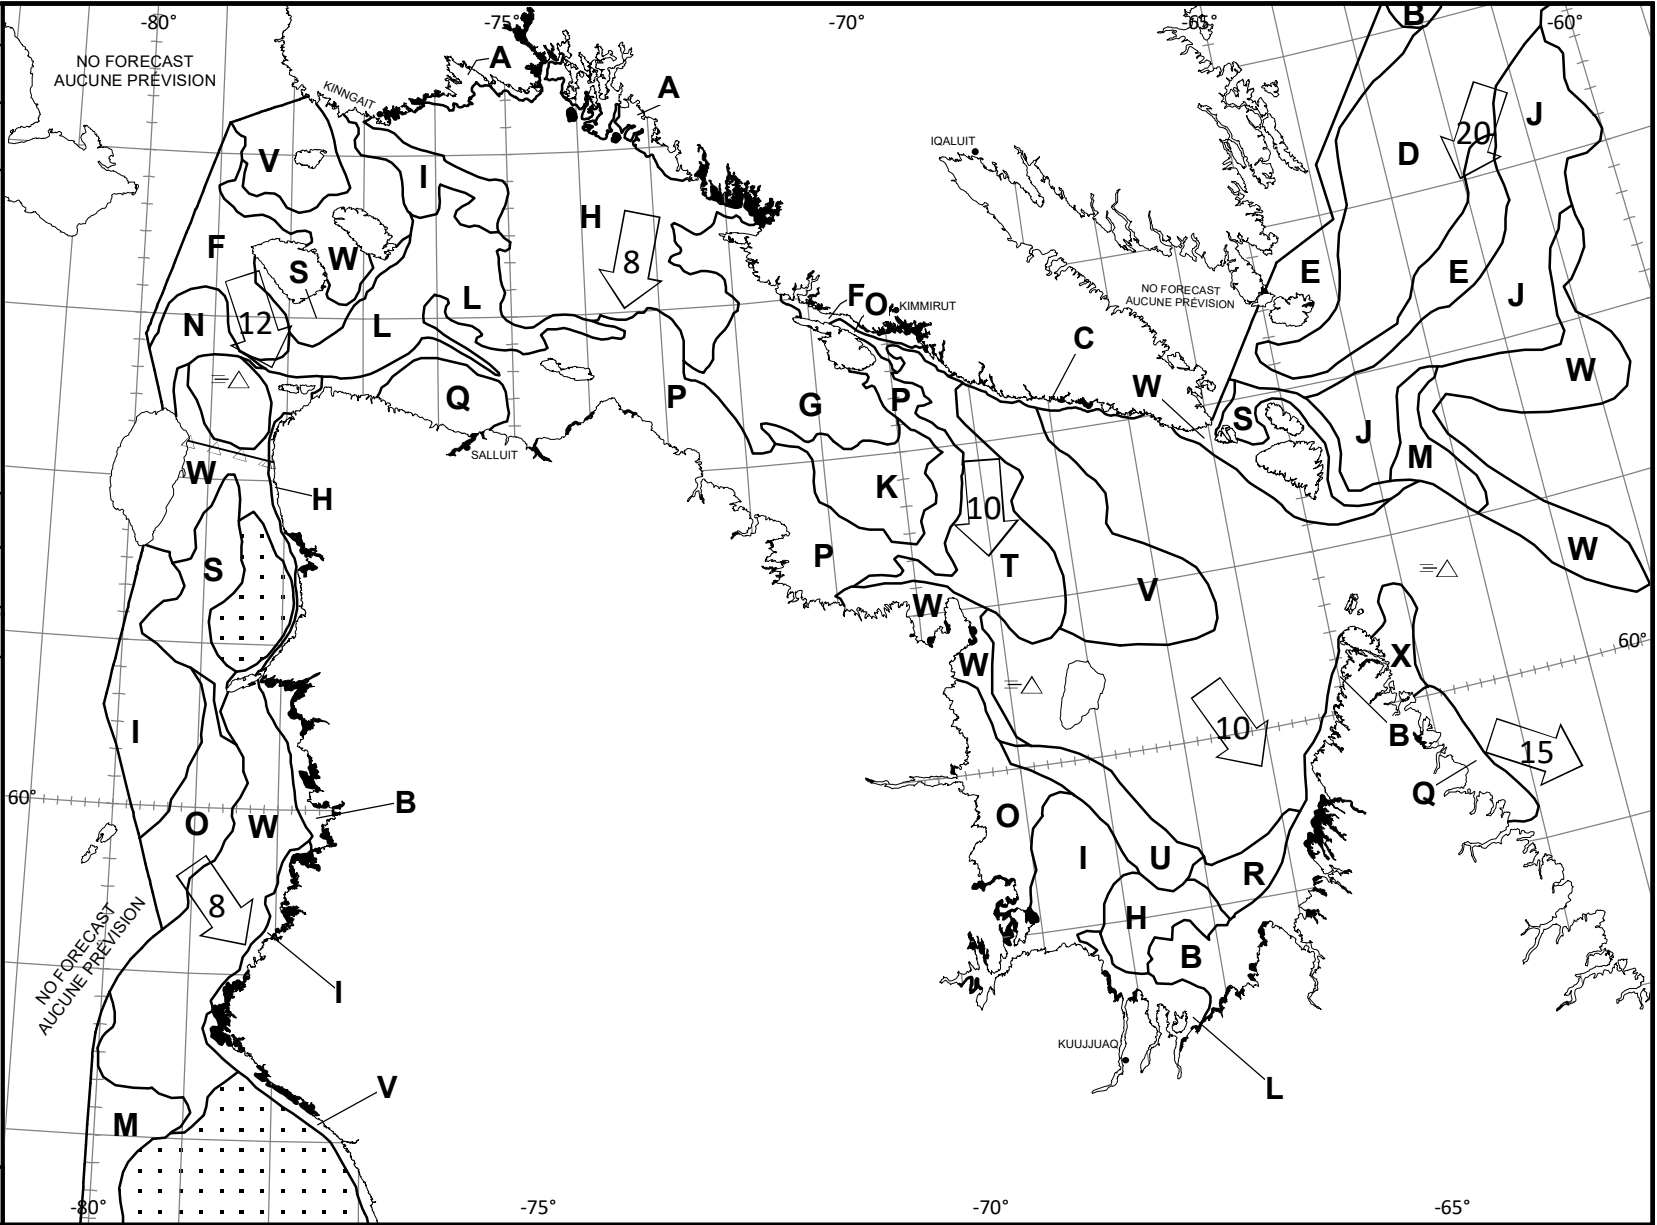 -80°
-75°
-70°
-65°
B
-60°
NO FORECAST
AUCUNE PRÉVISION
A
A
KINNGAIT
J
20
IQALUIT
D
V
I
H
F
W
S
8
E
E
NO FORECAST
AUCUNE PRÉVISION
J
L
F
O
KIMMIRUT
N
12
L
C
W
W
Q
P
G
P
S
J
M
SALLUIT
W
H
K
10
S
P
T
V
W
W
W
60°
X
W
I
10
B
15
Q
60°
O
W
B
O
I
U
R
8
H
B
NO FORECAST
AUCUNE PRÉVISION
I
KUUJJUAQ
L
V
M
-80°
-75°
-70°
-65°